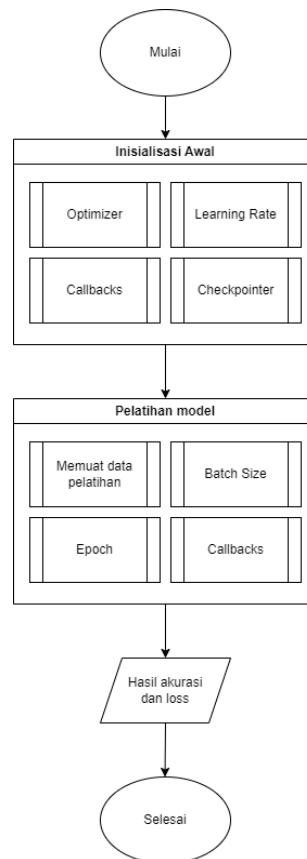 Mulai
Inisialisasi Awal
Optimizer
Learning Rate
Callbacks
Checkpointer
Pelatihan model
Memuat data
pelatihan
Batch Size
Epoch
Callbacks
Hasil akurasi
dan loss
Selesai